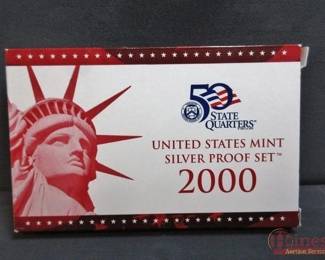 50
STATE
QUARTERS
UNITED STATES MINT
SILVER PROOF SET™
2000